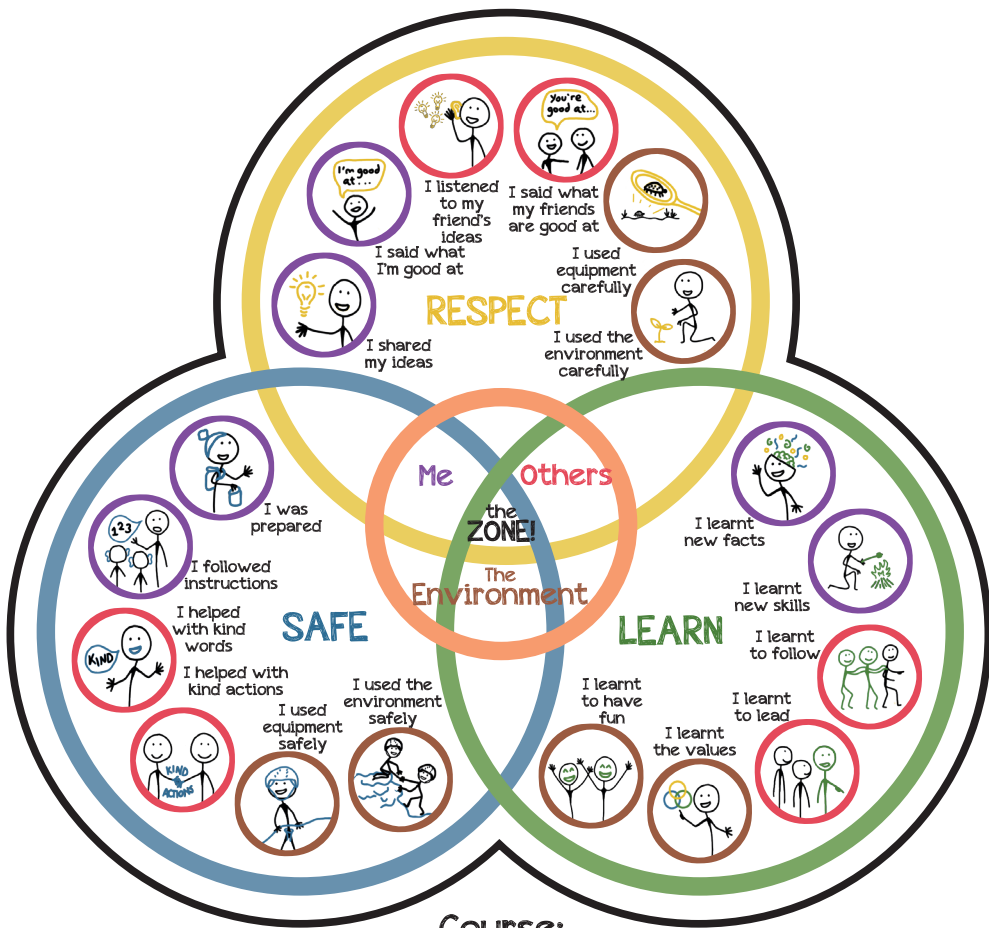 You're
good at...
I'm good
at...
I listened
to my
friend's
ideas
I said what
my friends
are good at
I said what
I'm good at
I used
equipment
carefully
RESPECT
I shared
my ideas
I used the
environment
carefully
Me
Others
the
ZONE!
The
Environment
I was
prepared
1 2 3
I followed
instructions
I helped
with kind
words
KIND
SAFE
I helped with
kind actions
KIND
ACTIONS
I used
equipment
safely
I used the
environment
safely
I learnt
new facts
I learnt
new skills
LEARN
I learnt
to follow
I learnt
to lead
I learnt
to have
fun
I learnt
the values
Course: